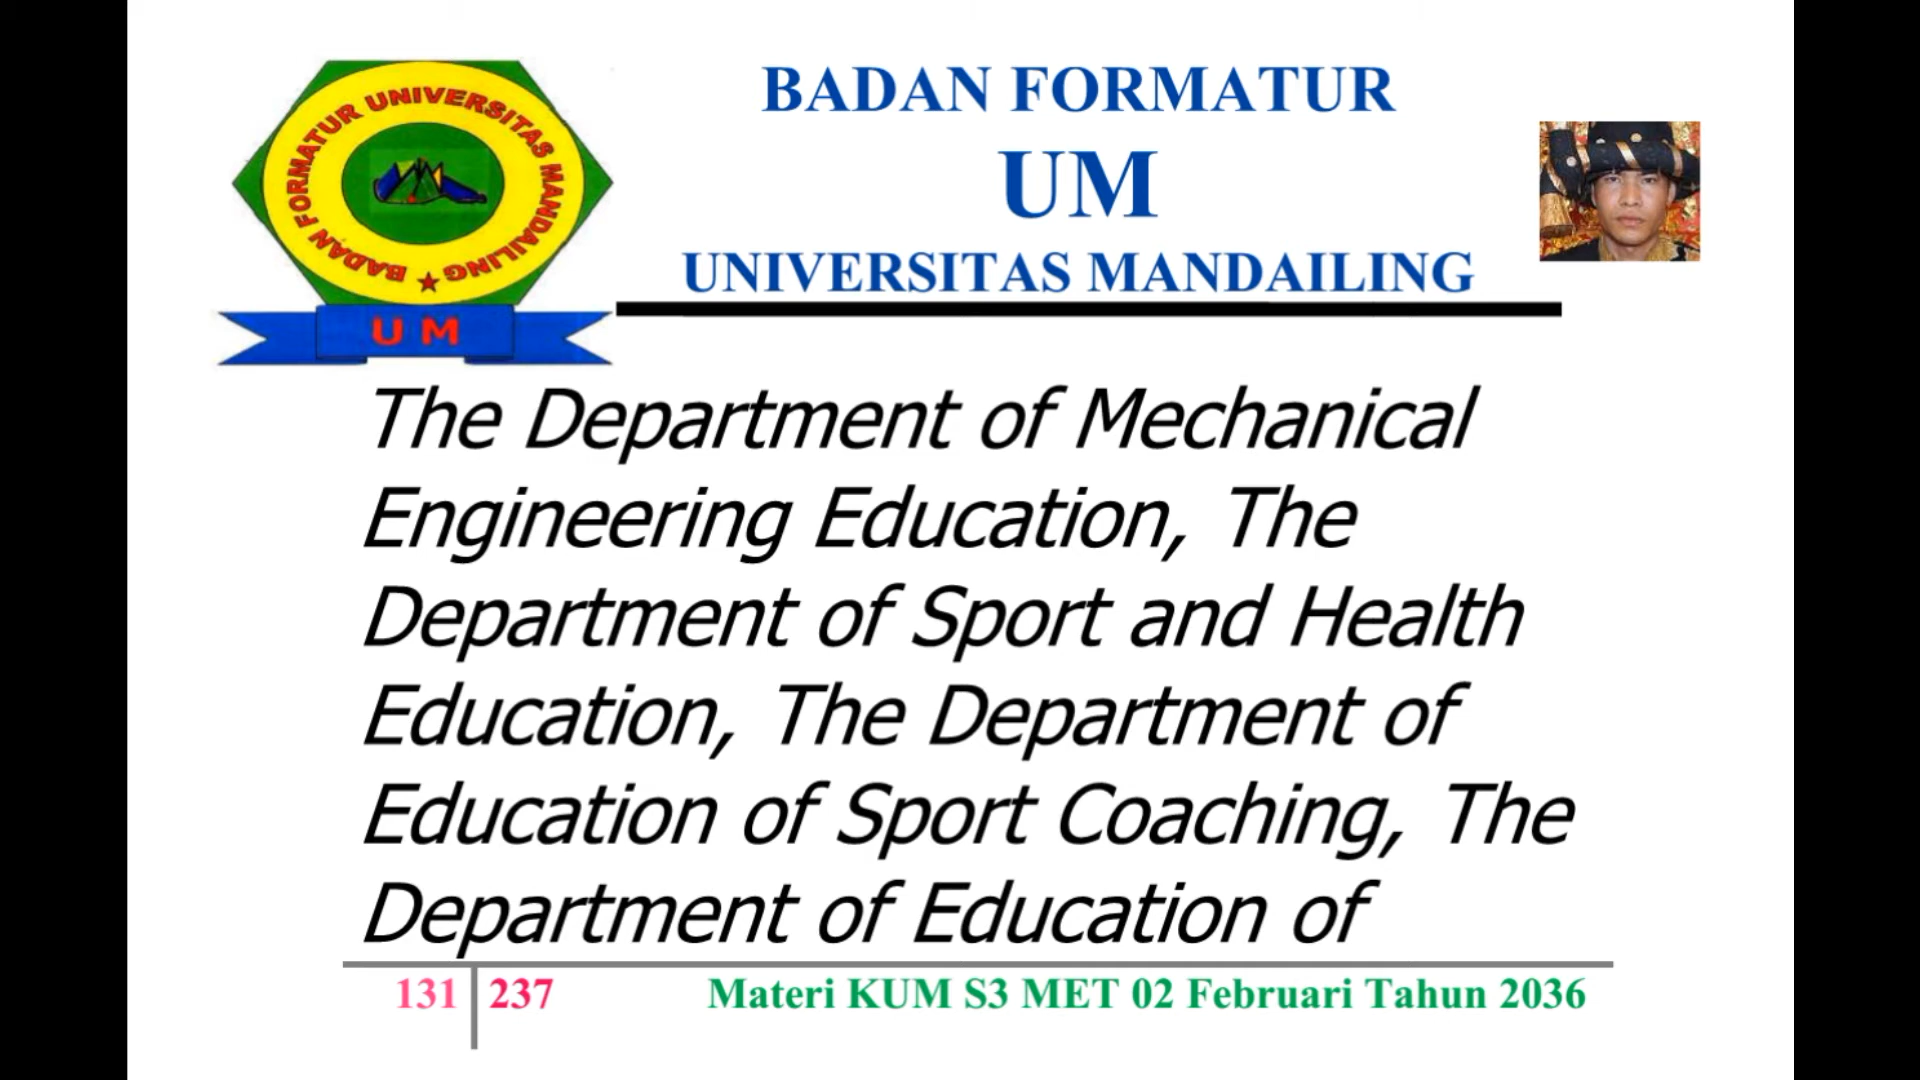 BADAN FORMATUR UNIVERSITAS MANDAILING
U M
BADAN FORMATUR
UM
UNIVERSITAS MANDAILING
The Department of Mechanical
Engineering Education, The
Department of Sport and Health
Education, The Department of
Education of Sport Coaching, The
Department of Education of
131 237 Materi KUM S3 MET 02 Februari Tahun 2036